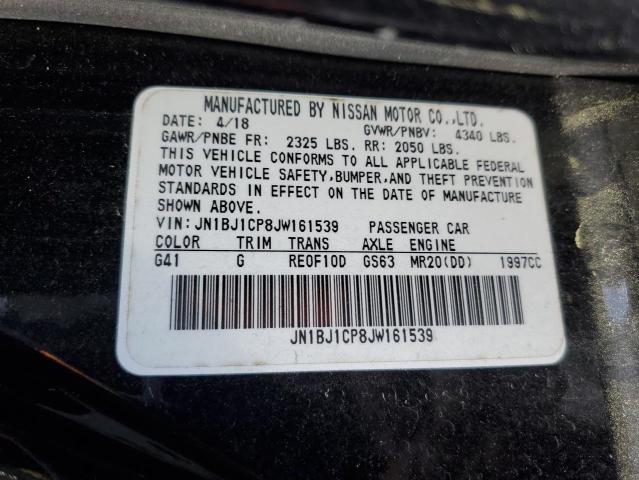 MANUFACTURED BY NISSAN MOTOR CO.,LTD.
DATE: 4/18 GVWR/PNBV: 4340 LBS.
GAWR/PNBE FR: 2325 LBS. RR: 2050 LBS.
THIS VEHICLE CONFORMS TO ALL APPLICABLE FEDERAL
MOTOR VEHICLE SAFETY,BUMPER,AND THEFT PREVENTION
STANDARDS IN EFFECT ON THE DATE OF MANUFACTURE
SHOWN ABOVE.
VIN: JN1BJ1CP8JW161539 PASSENGER CAR
COLOR TRIM TRANS AXLE ENGINE
G41 G RE0F10D GS63 MR20(DD) 1997CC
JN1BJ1CP8JW161539